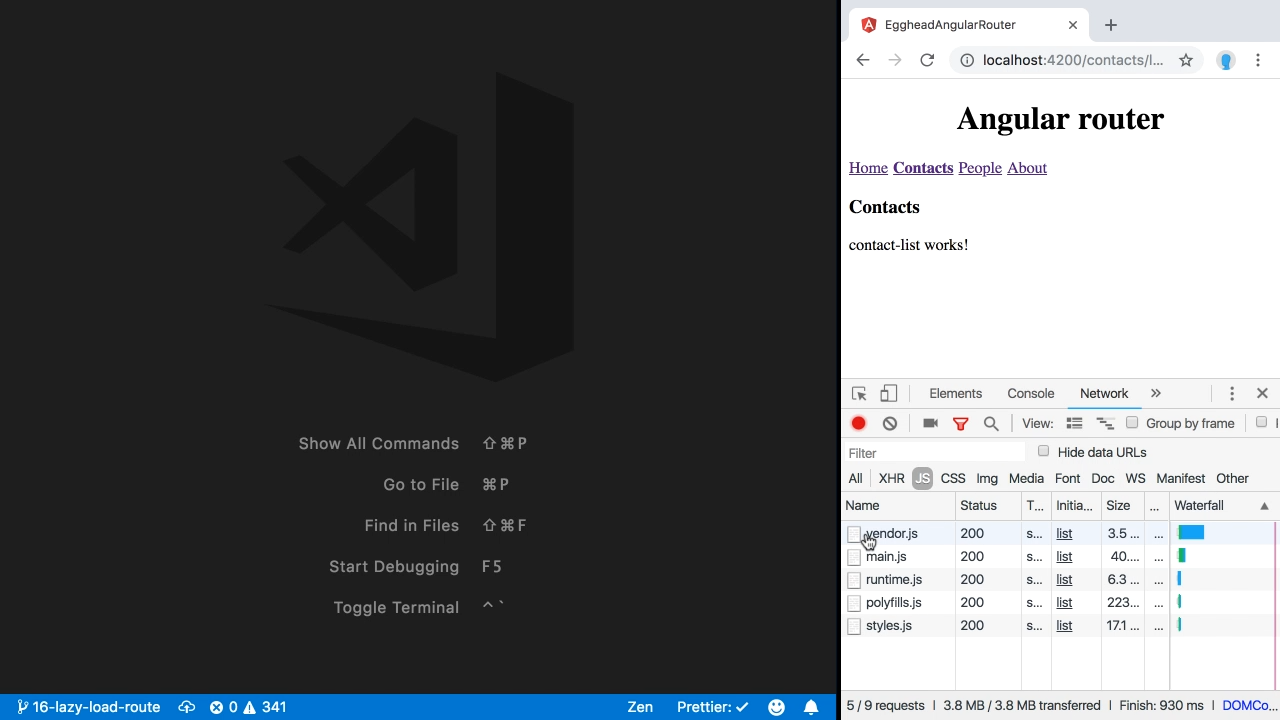 Show All Commands ⇧⌘P
Go to File ⌘P
Find in Files ⇧⌘F
Start Debugging F5
Toggle Terminal ^`
16-lazy-load-route 0 341 Zen Prettier: ✓
EggheadAngularRouter
localhost:4200/contacts/l...
Angular router
Home Contacts People About
Contacts
contact-list works!
Elements Console Network »
View: Group by frame
Filter Hide data URLs
All XHR JS CSS Img Media Font Doc WS Manifest Other
Name Status T... Initia... Size ... Waterfall
vendor.js 200 s... list 3.5 ... ...
main.js 200 s... list 40.... ...
runtime.js 200 s... list 6.3 ... ...
polyfills.js 200 s... list 223... ...
styles.js 200 s... list 17.1 ... ...
5 / 9 requests | 3.8 MB / 3.8 MB transferred | Finish: 930 ms | DOMCo...